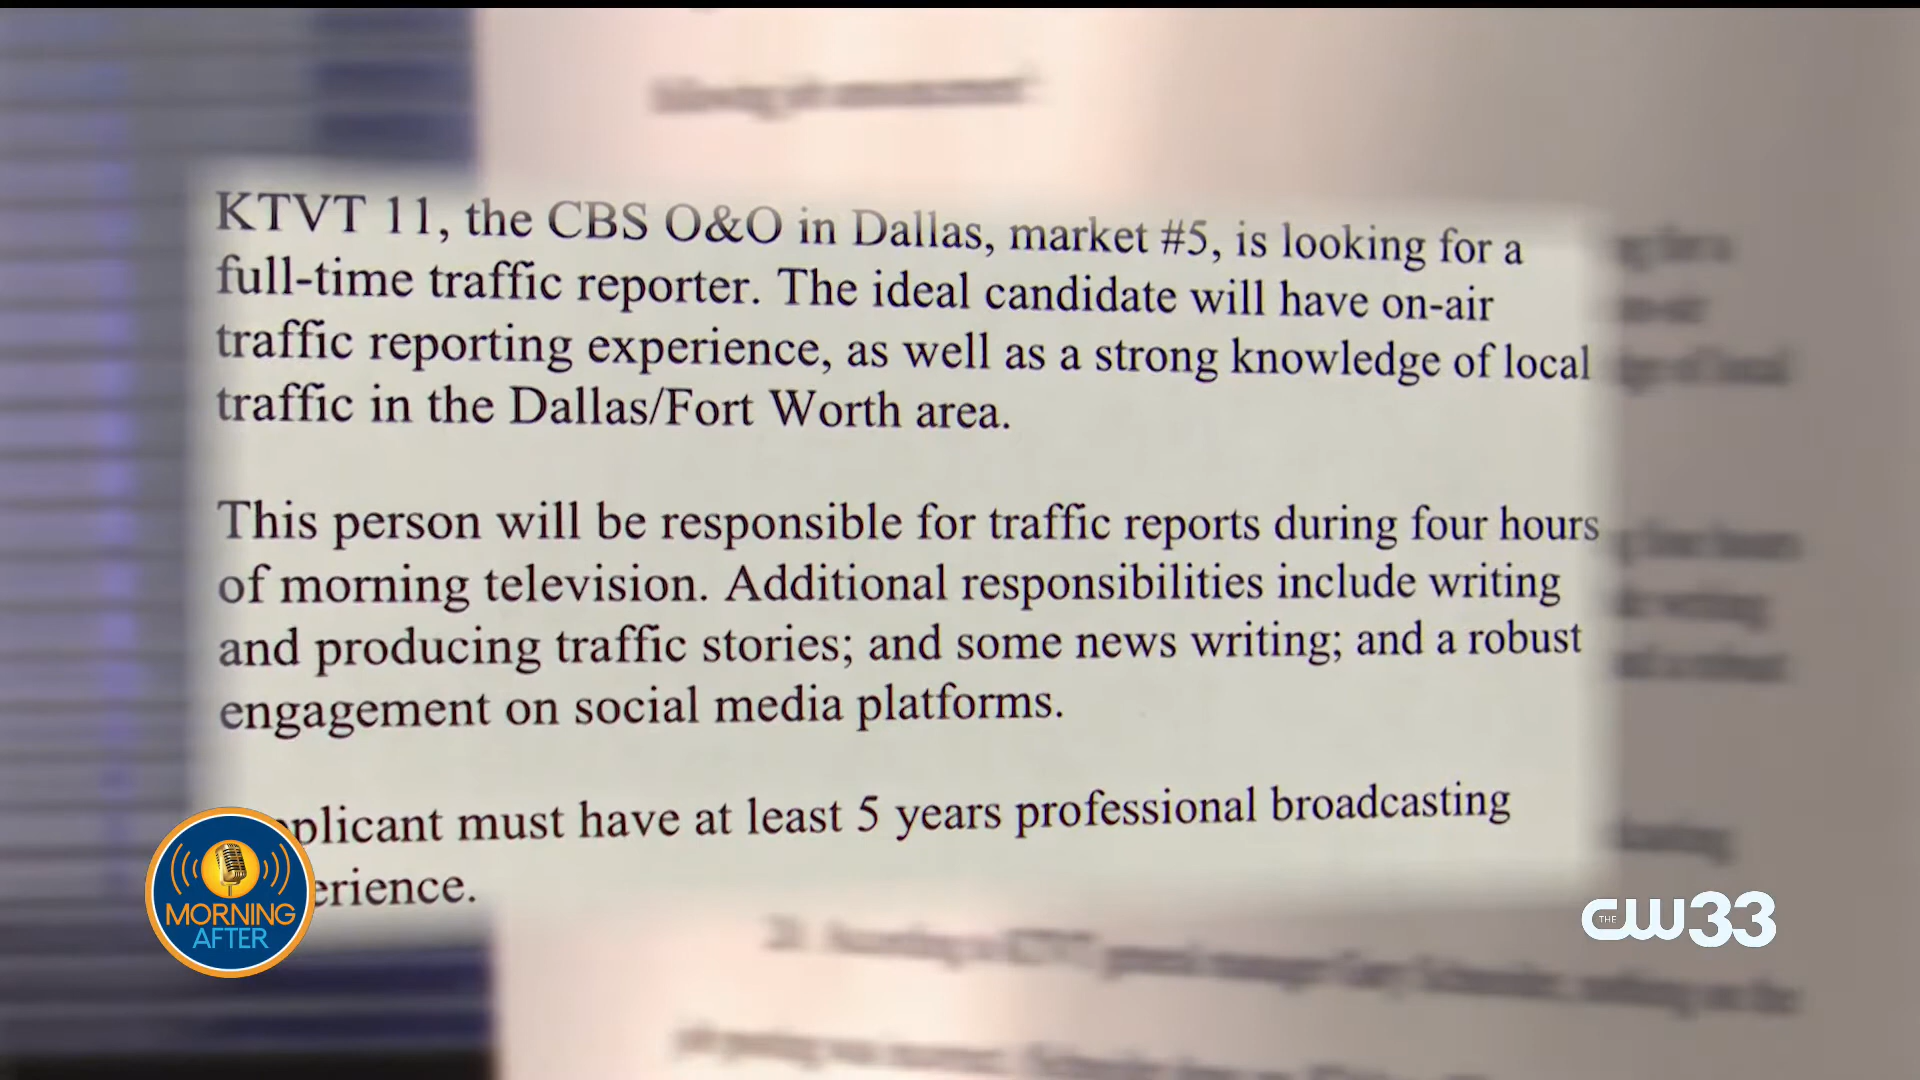 following job announcement
KTVT 11, the CBS O&O in Dallas, market #5, is looking for a
full-time traffic reporter. The ideal candidate will have on-air
traffic reporting experience, as well as a strong knowledge of local
traffic in the Dallas/Fort Worth area.
This person will be responsible for traffic reports during four hours
of morning television. Additional responsibilities include writing
and producing traffic stories; and some news writing; and a robust
engagement on social media platforms.
plicant must have at least 5 years professional broadcasting
erience.
MORNING
AFTER
THE CW33